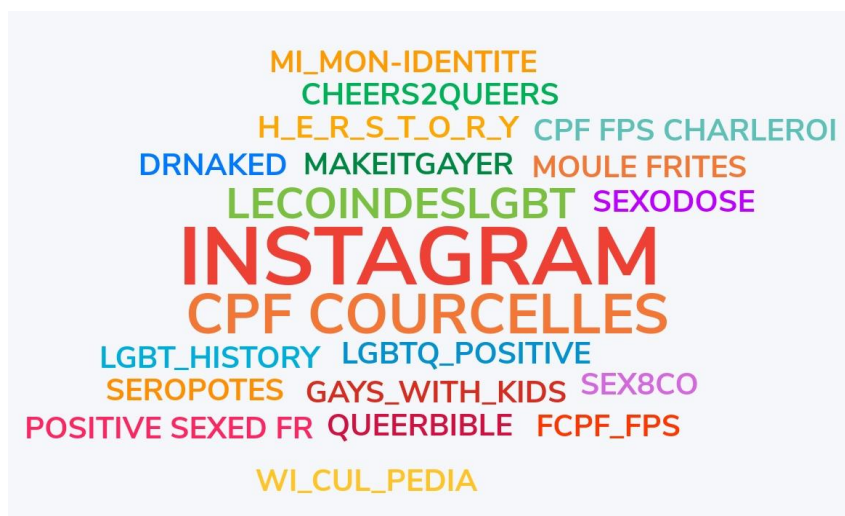 MI_MON-IDENTITE
CHEERS2QUEERS
H_E_R_S_T_O_R_Y CPF FPS CHARLEROI
DRNAKED MAKEITGAYER MOULE FRITES
LECOINDESLGBT SEXODOSE
INSTAGRAM
CPF COURCELLES
LGBT_HISTORY LGBTQ_POSITIVE
SEROPOTES GAYS_WITH_KIDS SEX8CO
POSITIVE SEXED FR QUEERBIBLE FCPF_FPS
WI_CUL_PEDIA